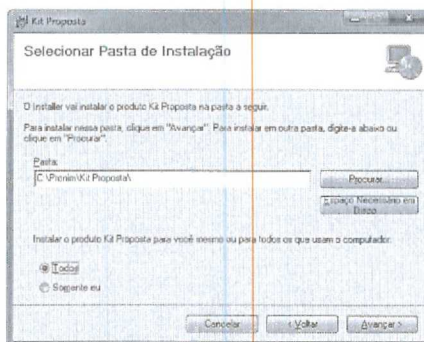 Kit Proposta
Selecionar Pasta de Instalação
O Installer vai instalar o produto Kit Proposta na pasta a seguir.
Para instalar nessa pasta, clique em "Avançar". Para instalar em outra pasta, digite-a abaixo ou
clique em "Procurar".
Pasta:
C:\Pronim\Kit Proposta\
Procurar...
Espaço Necessário em
Disco
Instalar o produto Kit Proposta para você mesmo ou para todos os que usam o computador.
Todos
Somente eu
Cancelar
< Voltar
Avançar >